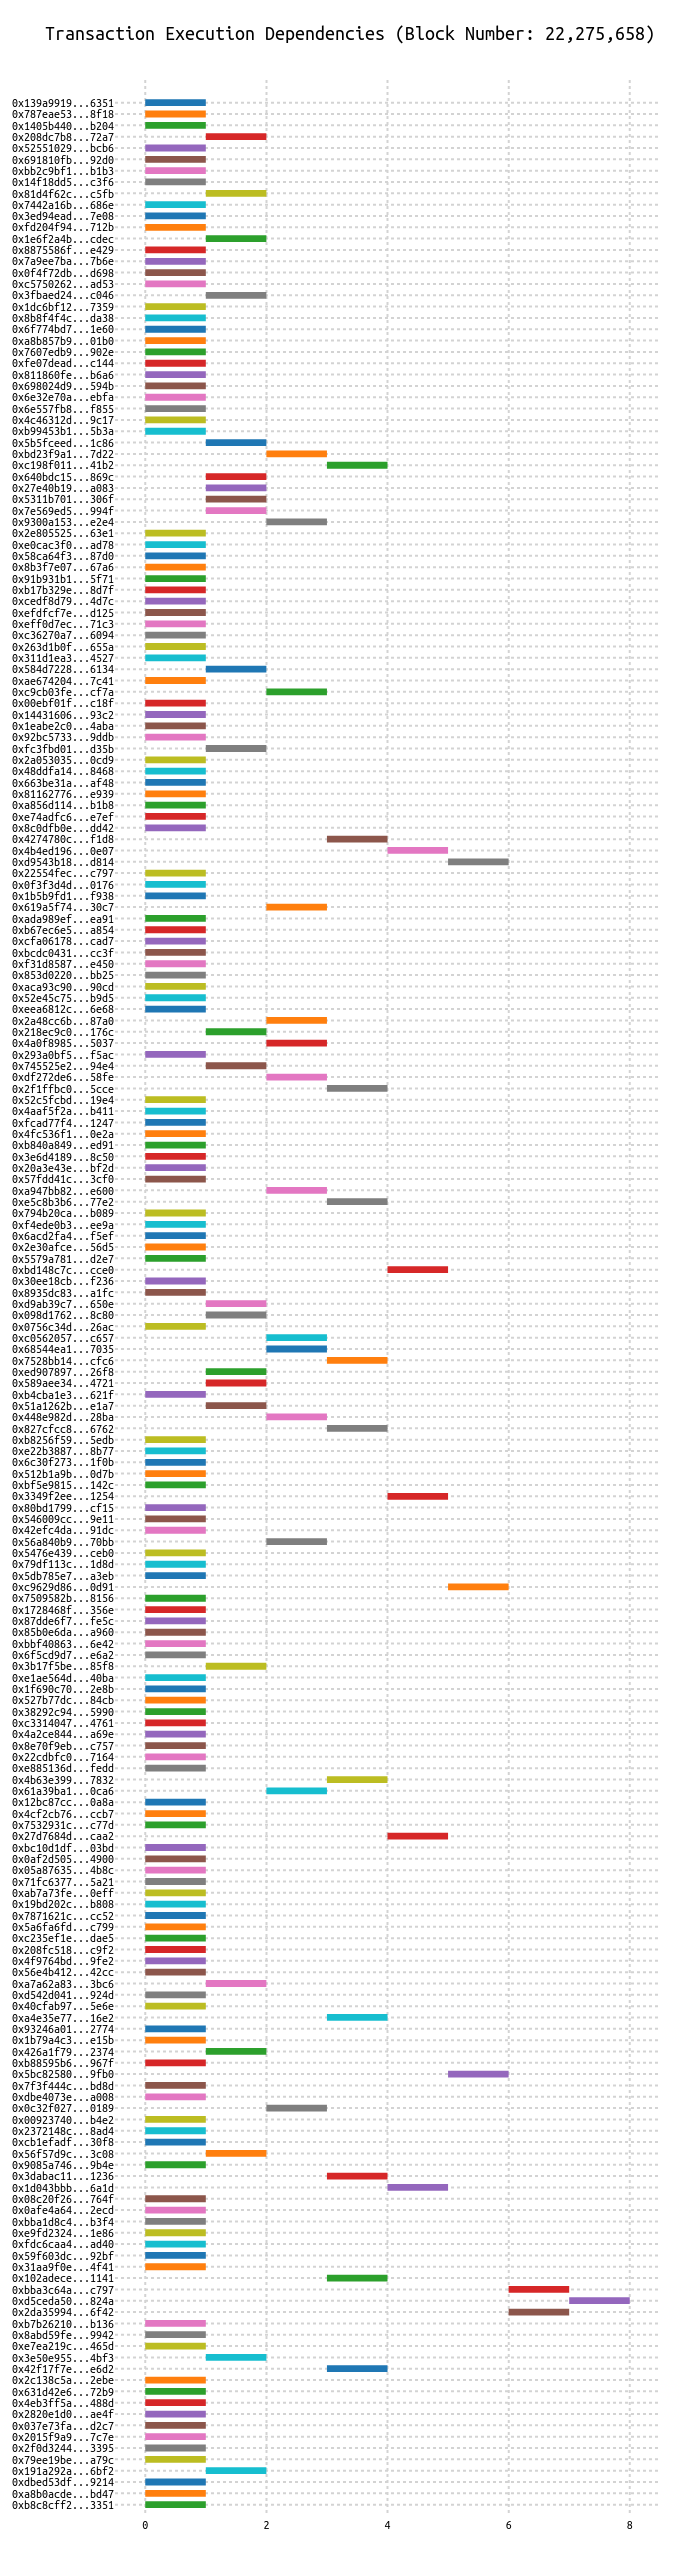 Transaction Execution Dependencies (Block Number: 22,275,658)
0x139a9919...6351
0x787eae53...8f18
0x1405b440...b204
0x208dc7b8...72a7
0x52551029...bcb6
0x691810fb...92d0
0xbb2c9bf1...b1b3
0x14f18dd5...c3f6
0x81d4f62c...c5fb
0x7442a16b...686e
0x3ed94ead...7e08
0xfd204f94...712b
0x1e6f2a4b...cdec
0x8875586f...e429
0x7a9ee7ba...7b6e
0x0f4f72db...d698
0xc5750262...ad53
0x3fbaed24...c046
0x1dc6bf12...7359
0x8b8f4f4c...da38
0x6f774bd7...1e60
0xa8b857b9...01b0
0x7607edb9...902e
0xfe07dead...c144
0x811860fe...b6a6
0x698024d9...594b
0x6e32e70a...ebfa
0x6e557fb8...f855
0x4c46312d...9c17
0xb99453b1...5b3a
0x5b5fceed...1c86
0xbd23f9a1...7d22
0xc198f011...41b2
0x640bdc15...869c
0x27e40b19...a083
0x5311b701...306f
0x7e569ed5...994f
0x9300a153...e2e4
0x2e805525...63e1
0xe0cac3f0...ad78
0x58ca64f3...87d0
0x8b3f7e07...67a6
0x91b931b1...5f71
0xb17b329e...8d7f
0xcedf8d79...4d7c
0xefdfcf7e...d125
0xeff0d7ec...71c3
0xc36270a7...6094
0x263d1b0f...655a
0x311d1ea3...4527
0x584d7228...6134
0xae674204...7c41
0xc9cb03fe...cf7a
0x00ebf01f...c18f
0x14431606...93c2
0x1eabe2c0...4aba
0x92bc5733...9ddb
0xfc3fbd01...d35b
0x2a053035...0cd9
0x48ddfa14...8468
0x663be31a...af48
0x81162776...e939
0xa856d114...b1b8
0xe74adfc6...e7ef
0x8c0dfb0e...dd42
0x4274780c...f1d8
0x4b4ed196...0e07
0xd9543b18...d814
0x22554fec...c797
0x0f3f3d4d...0176
0x1b5b9fd1...f938
0x619a5f74...30c7
0xada989ef...ea91
0xb67ec6e5...a854
0xcfa06178...cad7
0xbcdc0431...cc3f
0xf31d8587...e450
0x853d0220...bb25
0xaca93c90...90cd
0x52e45c75...b9d5
0xeea6812c...6e68
0x2a48cc6b...87a0
0x218ec9c0...176c
0x4a0f8985...5037
0x293a0bf5...f5ac
0x745525e2...94e4
0xdf272de6...58fe
0x2f1ffbc0...5cce
0x52c5fcbd...19e4
0x4aaf5f2a...b411
0xfcad77f4...1247
0x4fc536f1...0e2a
0xb840a849...ed91
0x3e6d4189...8c50
0x20a3e43e...bf2d
0x57fdd41c...3cf0
0xa947bb82...e600
0xe5c8b3b6...77e2
0x794b20ca...b089
0xf4ede0b3...ee9a
0x6acd2fa4...f5ef
0x2e30afce...56d5
0x5579a781...d2e7
0xbd148c7c...cce0
0x30ee18cb...f236
0x8935dc83...a1fc
0xd9ab39c7...650e
0x098d1762...8c80
0x0756c34d...26ac
0xc0562057...c657
0x68544ea1...7035
0x7528bb14...cfc6
0xed907897...26f8
0x589aee34...4721
0xb4cba1e3...621f
0x51a1262b...e1a7
0x448e982d...28ba
0x827cfcc8...6762
0xb8256f59...5edb
0xe22b3887...8b77
0x6c30f273...1f0b
0x512b1a9b...0d7b
0xbf5e9815...142c
0x3349f2ee...1254
0x80bd1799...cf15
0x546009cc...9e11
0x42efc4da...91dc
0x56a840b9...70bb
0x5476e439...ceb0
0x79df113c...1d8d
0x5db785e7...a3eb
0xc9629d86...0d91
0x7509582b...8156
0x1728468f...356e
0x87dde6f7...fe5c
0x85b0e6da...a960
0xbbf40863...6e42
0x6f5cd9d7...e6a2
0x3b17f5be...85f8
0xe1ae564d...40ba
0x1f690c70...2e8b
0x527b77dc...84cb
0x38292c94...5990
0xc3314047...4761
0x4a2ce844...a69e
0x8e70f9eb...c757
0x22cdbfc0...7164
0xe885136d...fedd
0x4b63e399...7832
0x61a39ba1...0ca6
0x12bc87cc...0a8a
0x4cf2cb76...ccb7
0x7532931c...c77d
0x27d7684d...caa2
0xbc10d1df...03bd
0x0af2d505...4900
0x05a87635...4b8c
0x71fc6377...5a21
0xab7a73fe...0eff
0x19bd202c...b808
0x7871621c...cc52
0x5a6fa6fd...c799
0xc235ef1e...dae5
0x208fc518...c9f2
0x4f9764bd...9fe2
0x56e4b412...42cc
0xa7a62a83...3bc6
0xd542d041...924d
0x40cfab97...5e6e
0xa4e35e77...16e2
0x93246a01...2774
0x1b79a4c3...e15b
0x426a1f79...2374
0xb88595b6...967f
0x5bc82580...9fb0
0x7f3f444c...bd8d
0xdbe4073e...a008
0x0c32f027...0189
0x00923740...b4e2
0x2372148c...8ad4
0xcb1efadf...30f8
0x56f57d9c...3c08
0x9085a746...9b4e
0x3dabac11...1236
0x1d043bbb...6a1d
0x08c20f26...764f
0x0afe4a64...2ecd
0xbba1d8c4...b3f4
0xe9fd2324...1e86
0xfdc6caa4...ad40
0x59f603dc...92bf
0x31aa9f0e...4f41
0x102adece...1141
0xbba3c64a...c797
0xd5ceda50...824a
0x2da35994...6f42
0xb7b26210...b136
0x8abd59fe...9942
0xe7ea219c...465d
0x3e50e955...4bf3
0x42f17f7e...e6d2
0x2c138c5a...2ebe
0x631d42e6...72b9
0x4eb3ff5a...488d
0x2820e1d0...ae4f
0x037e73fa...d2c7
0x2015f9a9...7c7e
0x2f0d3244...3395
0x79ee19be...a79c
0x191a292a...6bf2
0xdbed53df...9214
0xa8b0acde...bd47
0xb8c8cff2...3351
0 2 4 6 8